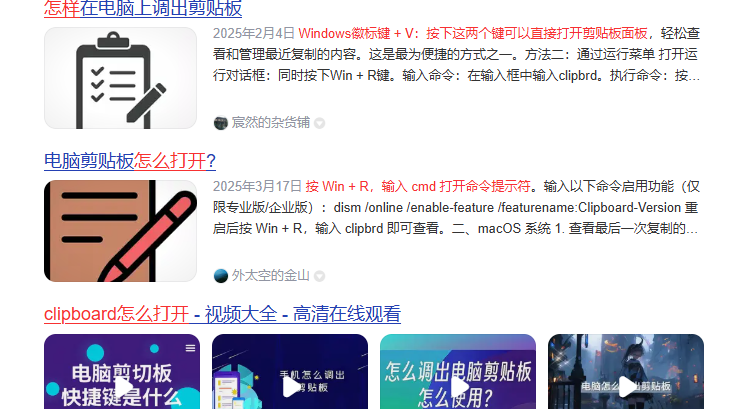 怎样在电脑上调出剪贴板
2025年2月4日 Windows徽标键 + V：按下这两个键可以直接打开剪贴板面板，轻松查
看和管理最近复制的内容。这是最为便捷的方式之一。方法二：通过运行菜单 打开运
行对话框：同时按下Win + R键。输入命令：在输入框中输入clipbrd。执行命令：按...
宸然的杂货铺
电脑剪贴板怎么打开?
2025年3月17日 按 Win + R，输入 cmd 打开命令提示符。输入以下命令启用功能（仅
限专业版/企业版）： dism /online /enable-feature /featurename:Clipboard-Version 重
启后按 Win + R，输入 clipbrd 即可查看。二、macOS 系统 1. 查看最后一次复制的...
外太空的金山
clipboard怎么打开 - 视频大全 - 高清在线观看
电脑剪切板
快捷键是什么
手机怎么调出
剪贴板
怎么调出电脑剪贴板
怎么使用?
电脑怎么调出剪贴板